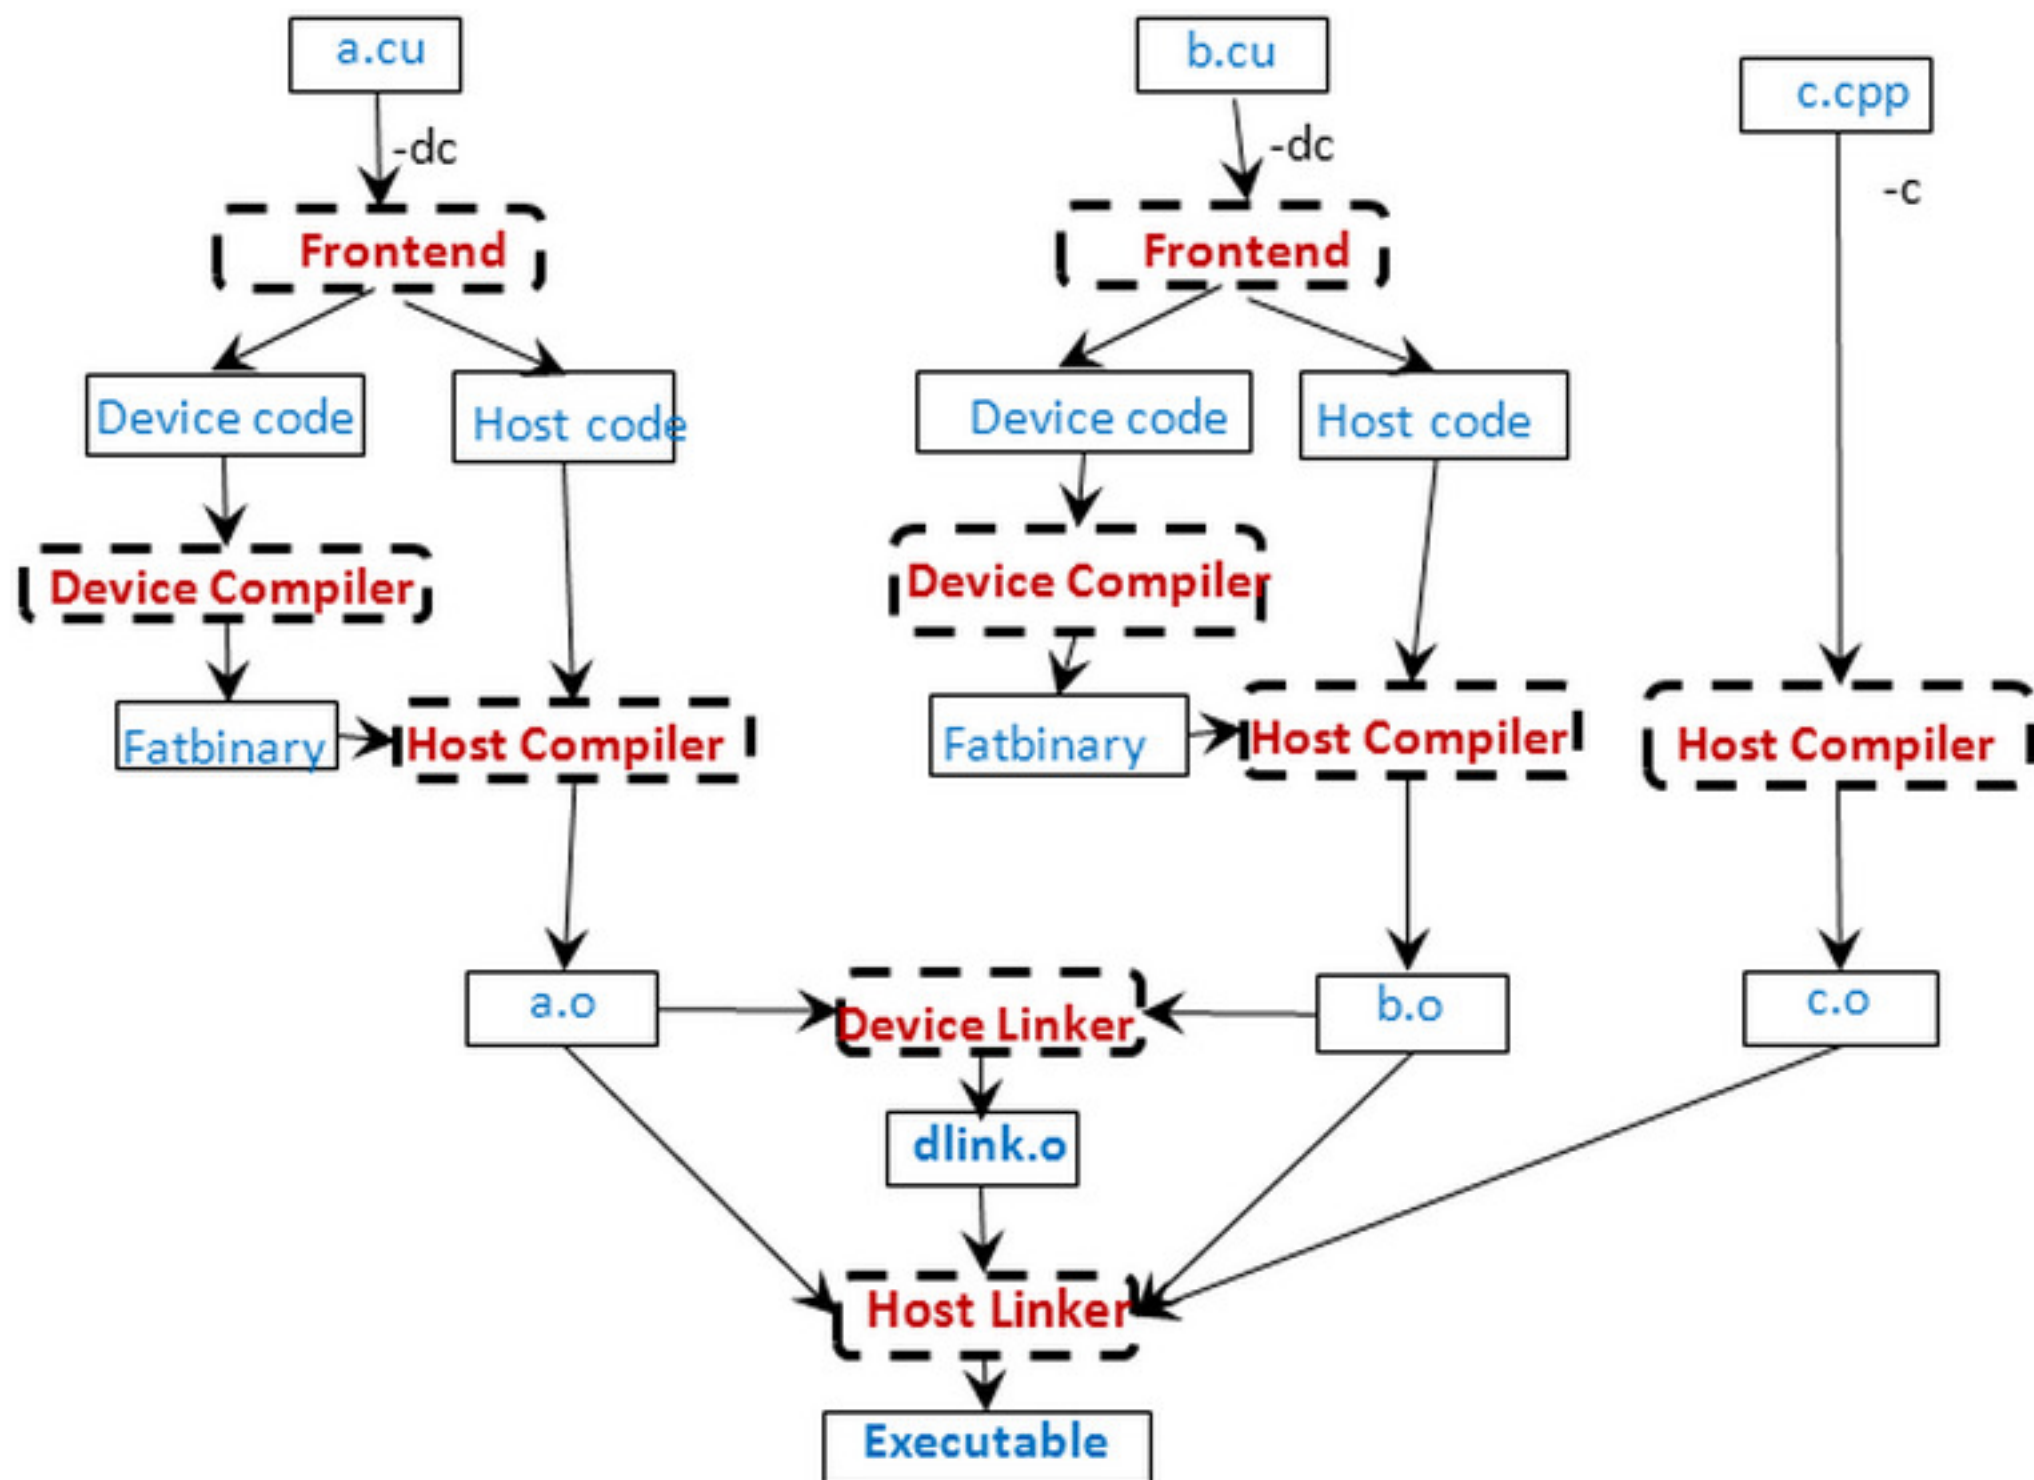 a.cu
b.cu
c.cpp
-dc
-dc
-c
Frontend
Frontend
Device code
Host code
Device code
Host code
Device Compiler
Device Compiler
Fatbinary
Host Compiler
Fatbinary
Host Compiler
Host Compiler
a.o
Device Linker
b.o
c.o
dlink.o
Host Linker
Executable